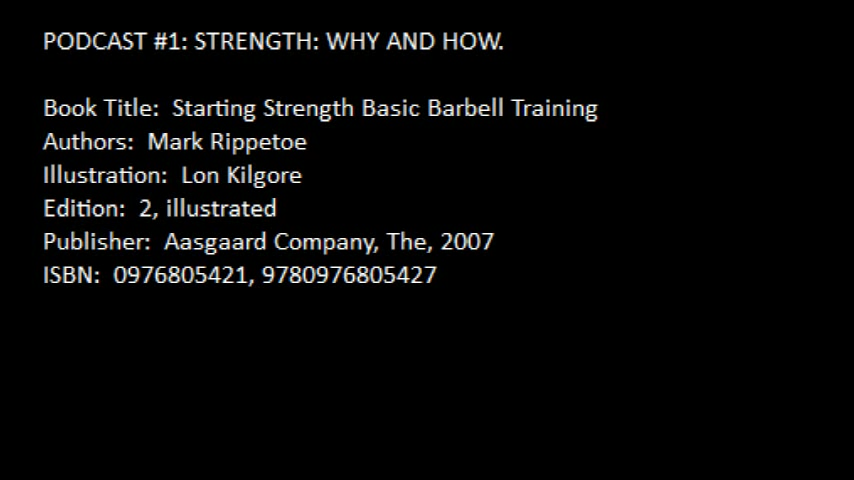 PODCAST #1: STRENGTH: WHY AND HOW.
Book Title:  Starting Strength Basic Barbell Training
Authors:  Mark Rippetoe
Illustration:  Lon Kilgore
Edition:  2, illustrated
Publisher:  Aasgaard Company, The, 2007
ISBN:  0976805421, 9780976805427